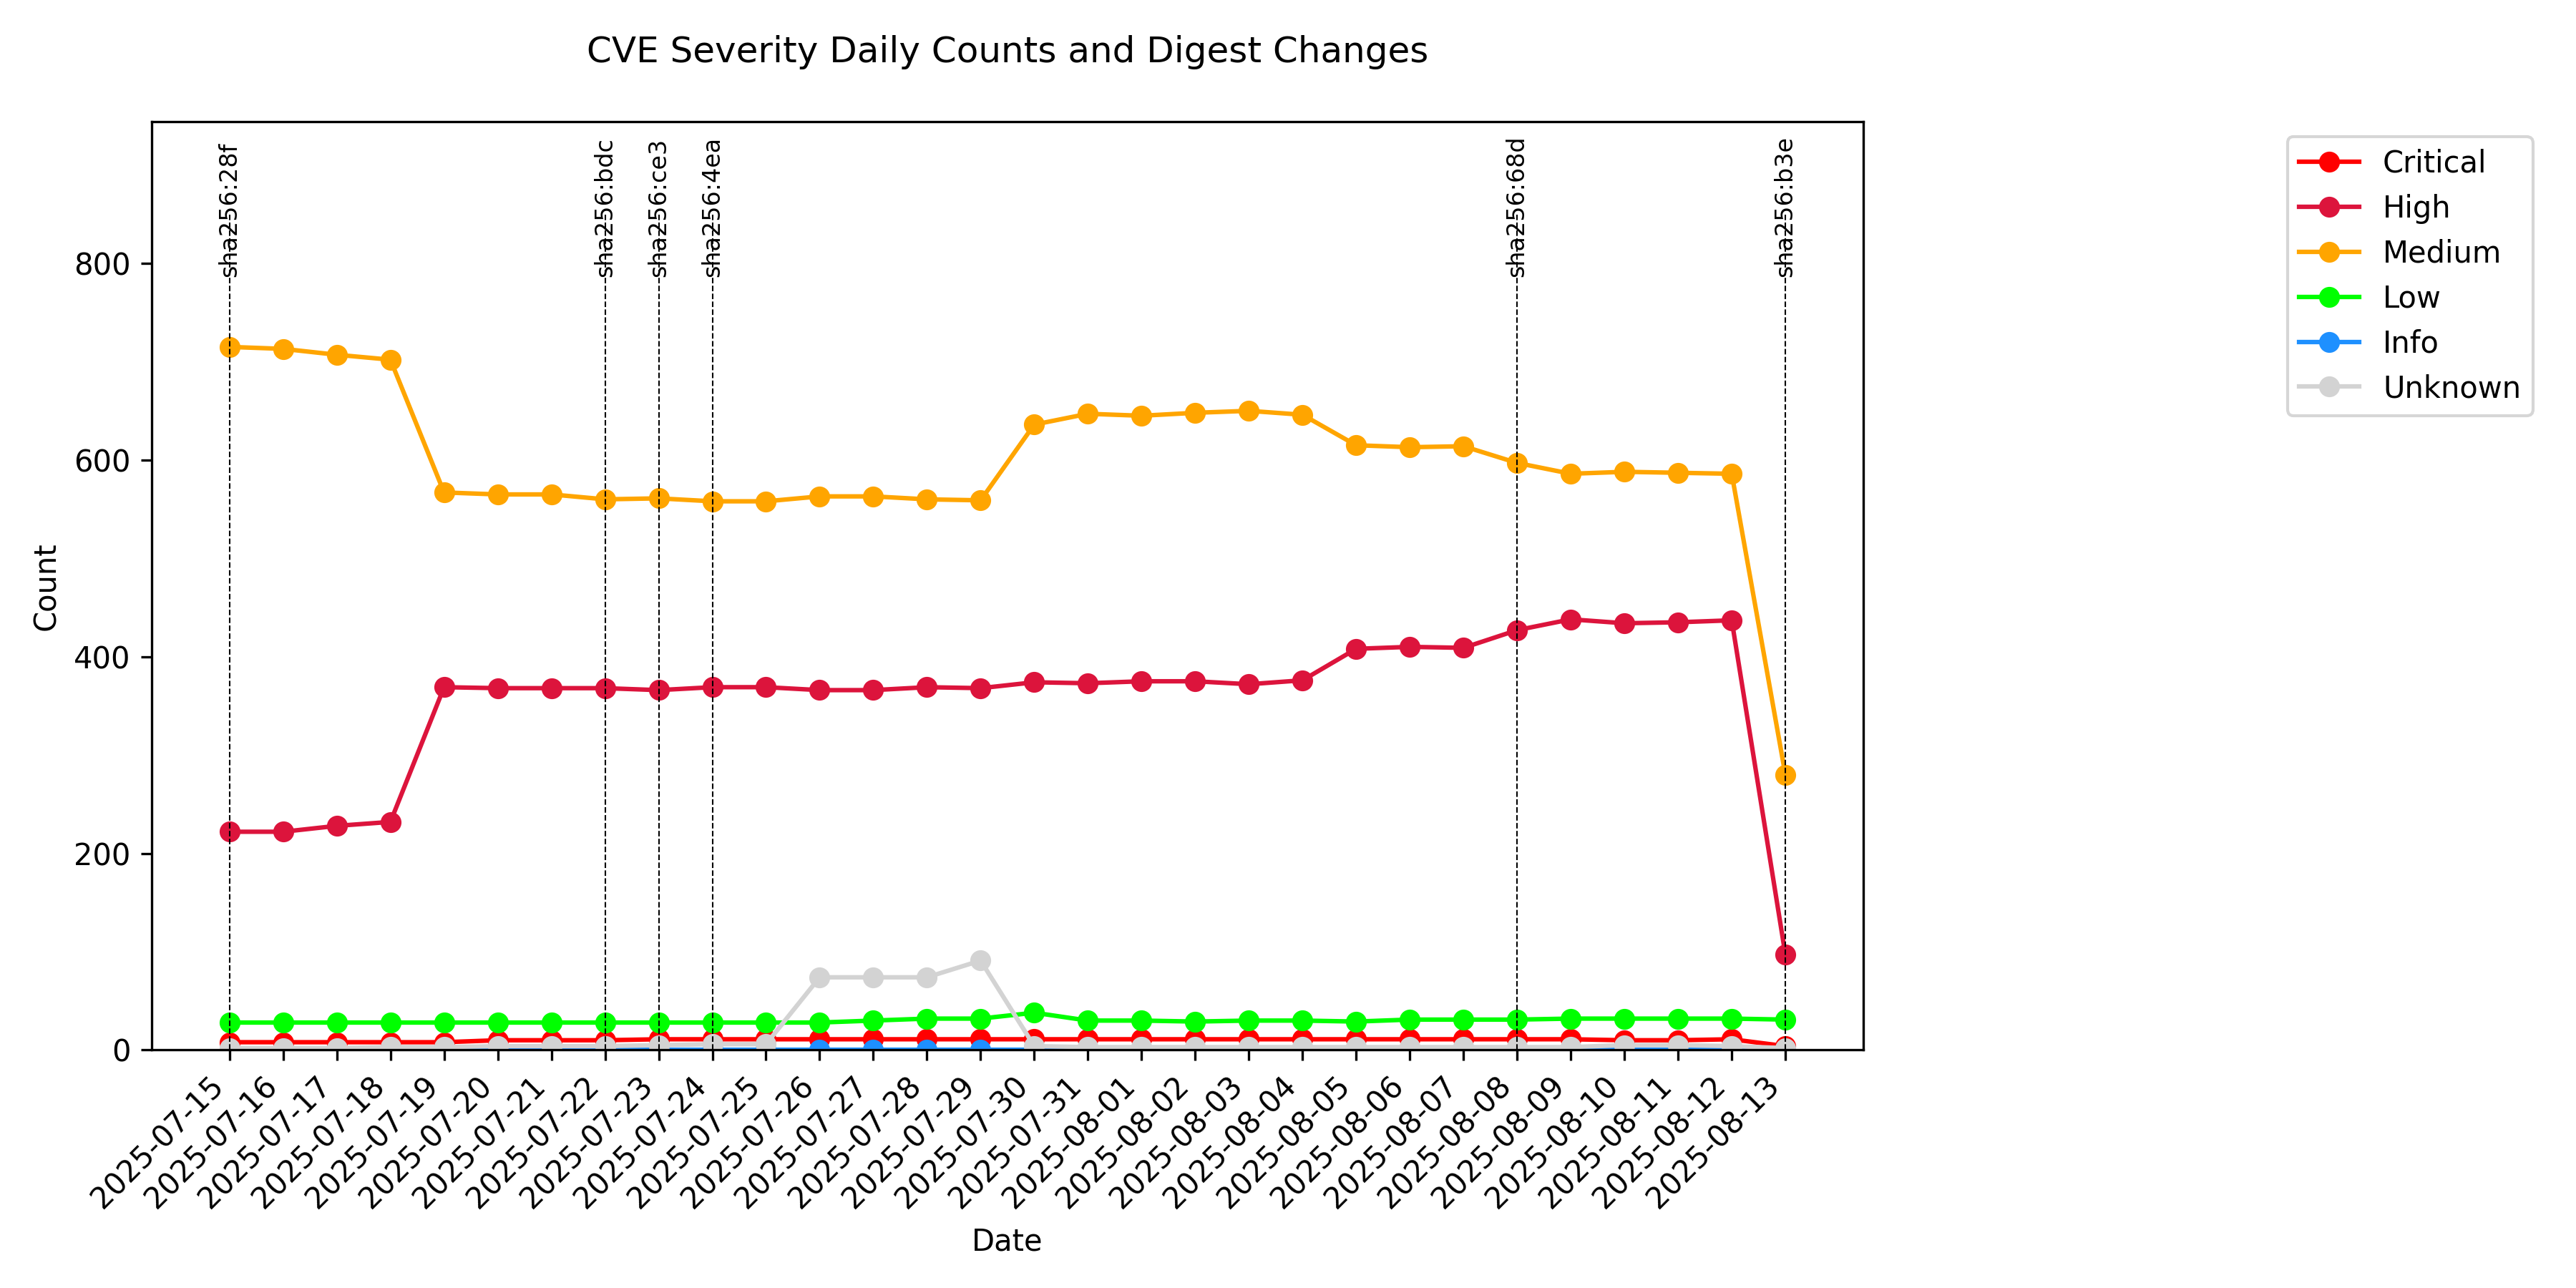 CVE Severity Daily Counts and Digest Changes
sha256:28f
sha256:bdc
sha256:ce3
sha256:4ea
sha256:68d
sha256:b3e
Critical
High
Medium
Low
Info
Unknown
Count
800
600
400
200
0
2025-07-15
2025-07-16
2025-07-17
2025-07-18
2025-07-19
2025-07-20
2025-07-21
2025-07-22
2025-07-23
2025-07-24
2025-07-25
2025-07-26
2025-07-27
2025-07-28
2025-07-29
2025-07-30
2025-07-31
2025-08-01
2025-08-02
2025-08-03
2025-08-04
2025-08-05
2025-08-06
2025-08-07
2025-08-08
2025-08-09
2025-08-10
2025-08-11
2025-08-12
2025-08-13
Date